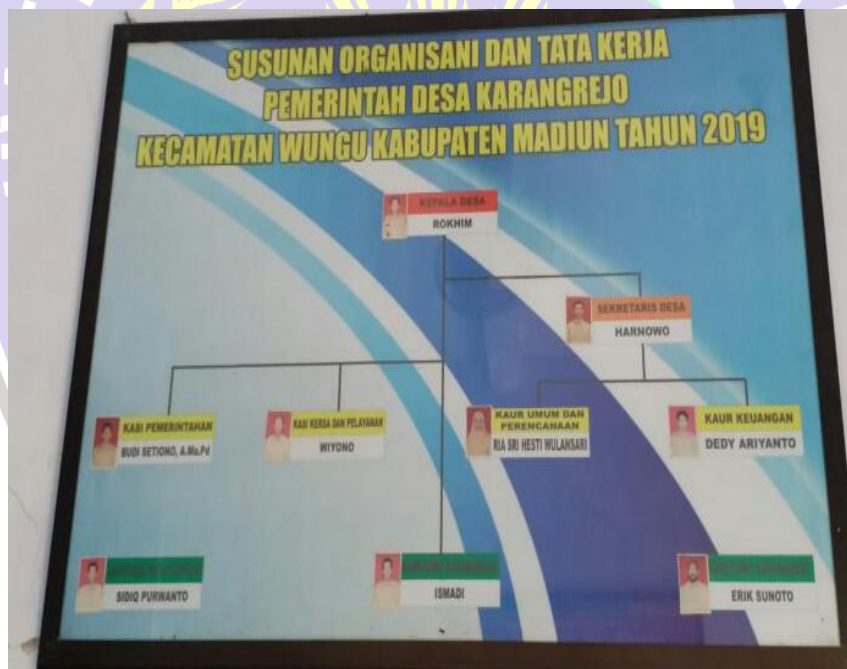 SUSUNAN ORGANISANI DAN TATA KERJA
PEMERINTAH DESA KARANGREJO
KECAMATAN WUNGU KABUPATEN MADIUN TAHUN 2019
KEPALA DESA
ROKHIM
SEKRETARIS DESA
HARNOWO
KASI PEMERINTAHAN
BUDI SETIONO, A.Ma.Pd
KASI KERSA DAN PELAYANAN
WIYONO
KAUR UMUM DAN
PERENCANAAN
RIA SRI HESTI WULANSARI
KAUR KEUANGAN
DEDY ARIYANTO
SIDIQ PURWANTO
ISMADI
ERIK SUNOTO